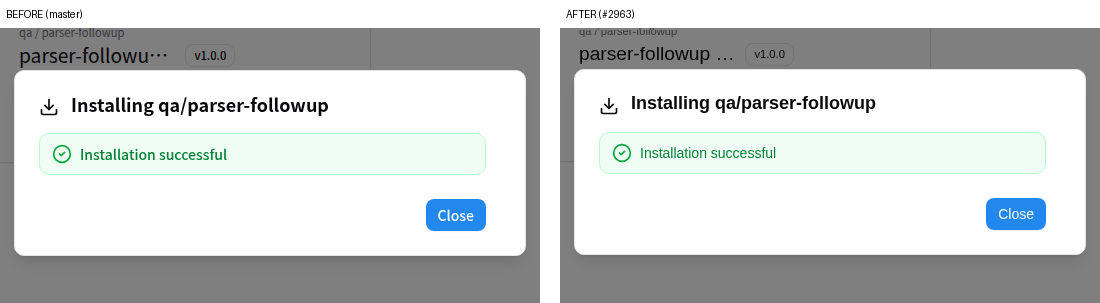 BEFORE (master)
qa / parser-followup
parser-followu··· v1.0.0
Installing qa/parser-followup
Installation successful
Close
AFTER (#2963)
qa / parser-followup
parser-followup … v1.0.0
Installing qa/parser-followup
Installation successful
Close